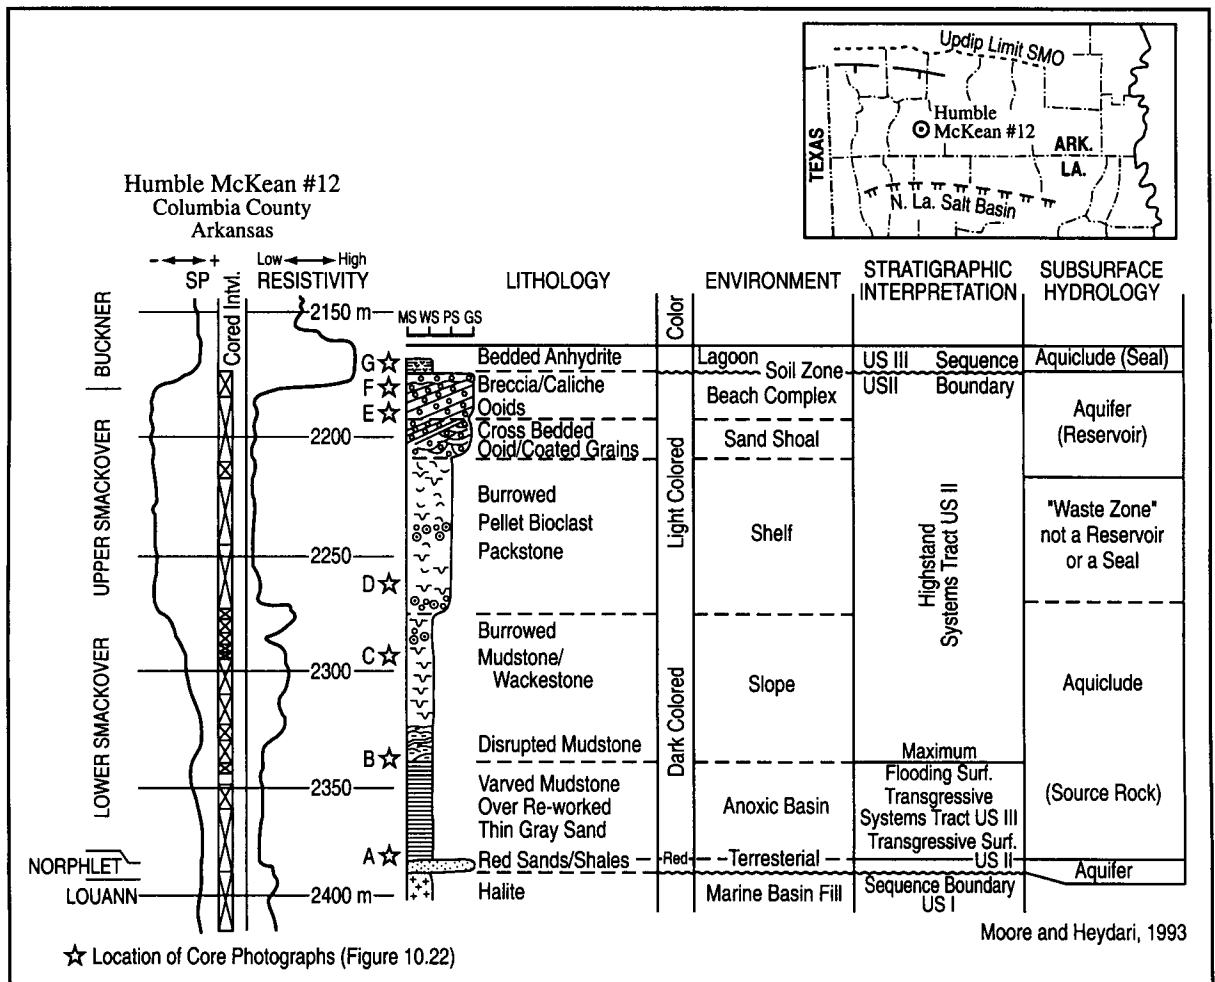 Updip Limit SMO
Humble
McKean #12
TEXAS
ARK.
LA.
N. La. Salt Basin
Humble McKean #12
Columbia County
Arkansas
- +
SP
Cored Intvl.
Low High
RESISTIVITY
LITHOLOGY
Color
ENVIRONMENT
STRATIGRAPHIC
INTERPRETATION
SUBSURFACE
HYDROLOGY
BUCKNER
UPPER SMACKOVER
LOWER SMACKOVER
NORPHLET
LOUANN
2150 m
2200
2250
2300
2350
2400 m
MS WS PS GS
G
F
E
D
C
B
A
Bedded Anhydrite
Breccia/Caliche
Ooids
Cross Bedded
Ooid/Coated Grains
Burrowed
Pellet Bioclast
Packstone
Burrowed
Mudstone/
Wackestone
Disrupted Mudstone
Varved Mudstone
Over Re-worked
Thin Gray Sand
Red Sands/Shales
Halite
Light Colored
Dark Colored
Red
Lagoon
Soil Zone
Beach Complex
Sand Shoal
Shelf
Slope
Anoxic Basin
Terresterial
Marine Basin Fill
US III Sequence
USII Boundary
Highstand
Systems Tract US II
Maximum
Flooding Surf.
Transgressive
Systems Tract US III
Transgressive Surf.
US II
Sequence Boundary
US I
Aquiclude (Seal)
Aquifer
(Reservoir)
"Waste Zone"
not a Reservoir
or a Seal
Aquiclude
(Source Rock)
Aquifer
Moore and Heydari, 1993
☆ Location of Core Photographs (Figure 10.22)